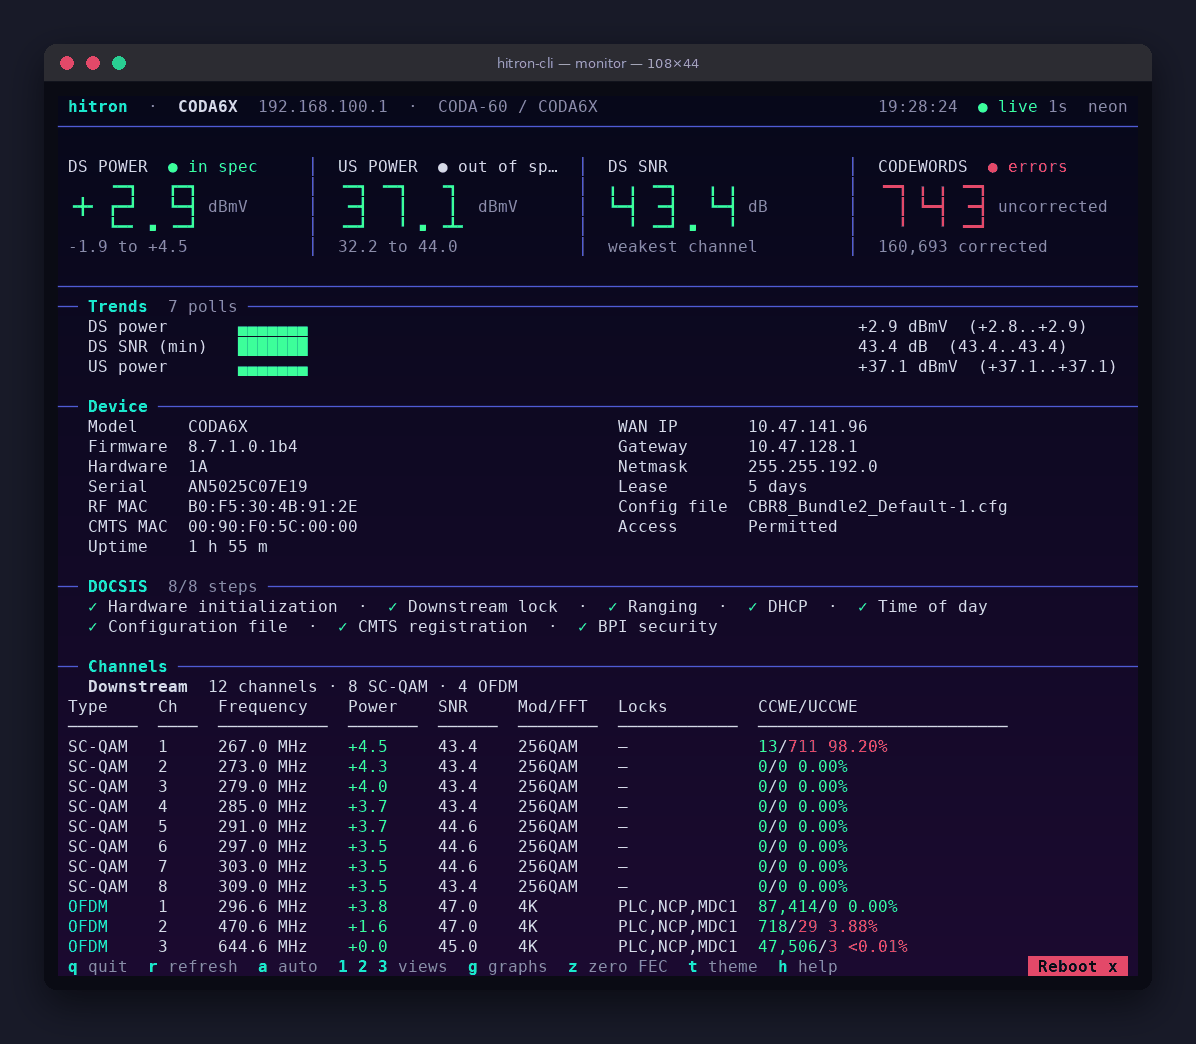 hitron-cli — monitor — 108×44
hitron · CODA6X 192.168.100.1 · CODA-60 / CODA6X 19:28:24 ● live 1s neon
DS POWER ● in spec │ US POWER ● out of sp… │ DS SNR │ CODEWORDS ● errors
+2.9 dBmV │ 37.1 dBmV │ 43.4 dB │ 743 uncorrected
-1.9 to +4.5 │ 32.2 to 44.0 │ weakest channel │ 160,693 corrected
Trends 7 polls
DS power +2.9 dBmV (+2.8..+2.9)
DS SNR (min) 43.4 dB (43.4..43.4)
US power +37.1 dBmV (+37.1..+37.1)
Device
Model CODA6X WAN IP 10.47.141.96
Firmware 8.7.1.0.1b4 Gateway 10.47.128.1
Hardware 1A Netmask 255.255.192.0
Serial AN5025C07E19 Lease 5 days
RF MAC B0:F5:30:4B:91:2E Config file CBR8_Bundle2_Default-1.cfg
CMTS MAC 00:90:F0:5C:00:00 Access Permitted
Uptime 1 h 55 m
DOCSIS 8/8 steps
✓ Hardware initialization · ✓ Downstream lock · ✓ Ranging · ✓ DHCP · ✓ Time of day
✓ Configuration file · ✓ CMTS registration · ✓ BPI security
Channels
Downstream 12 channels · 8 SC-QAM · 4 OFDM
Type Ch Frequency Power SNR Mod/FFT Locks CCWE/UCCWE
SC-QAM 1 267.0 MHz +4.5 43.4 256QAM — 13/711 98.20%
SC-QAM 2 273.0 MHz +4.3 43.4 256QAM — 0/0 0.00%
SC-QAM 3 279.0 MHz +4.0 43.4 256QAM — 0/0 0.00%
SC-QAM 4 285.0 MHz +3.7 43.4 256QAM — 0/0 0.00%
SC-QAM 5 291.0 MHz +3.7 44.6 256QAM — 0/0 0.00%
SC-QAM 6 297.0 MHz +3.5 44.6 256QAM — 0/0 0.00%
SC-QAM 7 303.0 MHz +3.5 44.6 256QAM — 0/0 0.00%
SC-QAM 8 309.0 MHz +3.5 43.4 256QAM — 0/0 0.00%
OFDM 1 296.6 MHz +3.8 47.0 4K PLC,NCP,MDC1 87,414/0 0.00%
OFDM 2 470.6 MHz +1.6 47.0 4K PLC,NCP,MDC1 718/29 3.88%
OFDM 3 644.6 MHz +0.0 45.0 4K PLC,NCP,MDC1 47,506/3 <0.01%
q quit r refresh a auto 1 2 3 views g graphs z zero FEC t theme h help Reboot x